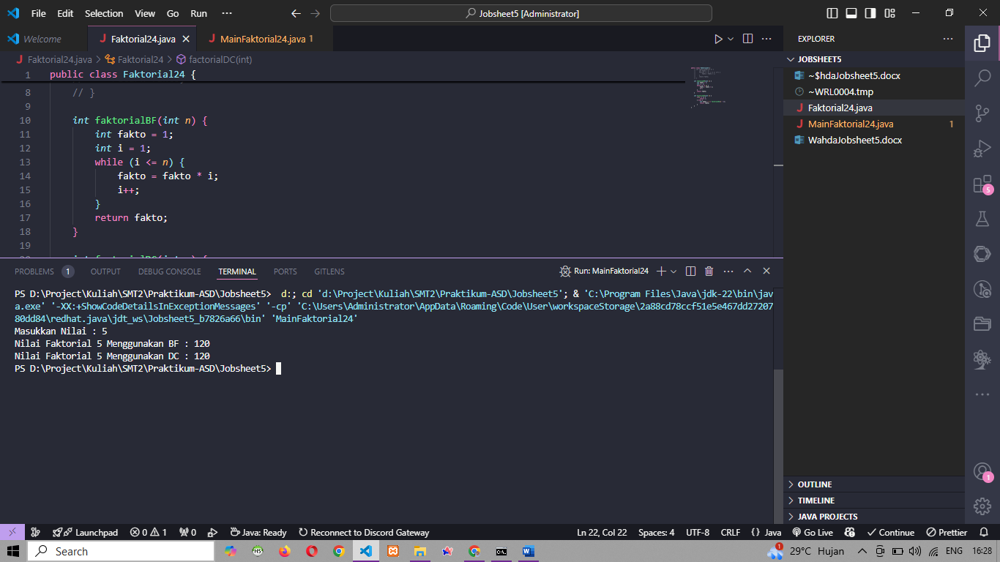 File Edit Selection View Go Run ··· Jobsheet5 [Administrator]
Welcome Faktorial24.java MainFaktorial24.java 1
Faktorial24.java > Faktorial24 > factorialDC(int)
1 public class Faktorial24 {
8 // }
9
10 int faktorialBF(int n) {
11 int fakto = 1;
12 int i = 1;
13 while (i <= n) {
14 fakto = fakto * i;
15 i++;
16 }
17 return fakto;
18 }
19
EXPLORER
JOBSHEET5
~$hdaJobsheet5.docx
~WRL0004.tmp
Faktorial24.java
MainFaktorial24.java 1
WahdaJobsheet5.docx
OUTLINE
TIMELINE
JAVA PROJECTS
5
1
PROBLEMS 1 OUTPUT DEBUG CONSOLE TERMINAL PORTS GITLENS Run: MainFaktorial24
PS D:\Project\Kuliah\SMT2\Praktikum-ASD\Jobsheet5> d:; cd 'd:\Project\Kuliah\SMT2\Praktikum-ASD\Jobsheet5'; & 'C:\Program Files\Java\jdk-22\bin\jav
a.exe' '-XX:+ShowCodeDetailsInExceptionMessages' '-cp' 'C:\Users\Administrator\AppData\Roaming\Code\User\workspaceStorage\2a88cd78ccf51e5e467dd27207
80dd84\redhat.java\jdt_ws\Jobsheet5_b7826a66\bin' 'MainFaktorial24'
Masukkan Nilai : 5
Nilai Faktorial 5 Menggunakan BF : 120
Nilai Faktorial 5 Menggunakan DC : 120
PS D:\Project\Kuliah\SMT2\Praktikum-ASD\Jobsheet5>
Launchpad 0 1 0 Java: Ready Reconnect to Discord Gateway Ln 22, Col 22 Spaces: 4 UTF-8 CRLF {} Java Go Live Continue Prettier
Search 1 29°C Hujan ENG 16:28